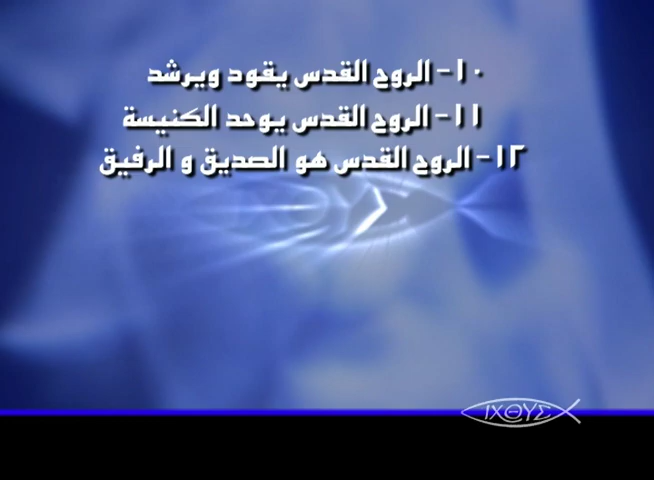 ١٠- الروح القدس يقود ويرشد
١١- الروح القدس يوحد الكنيسة
١٢- الروح القدس هو الصديق و الرفيق
ΙΧΘΥΣ